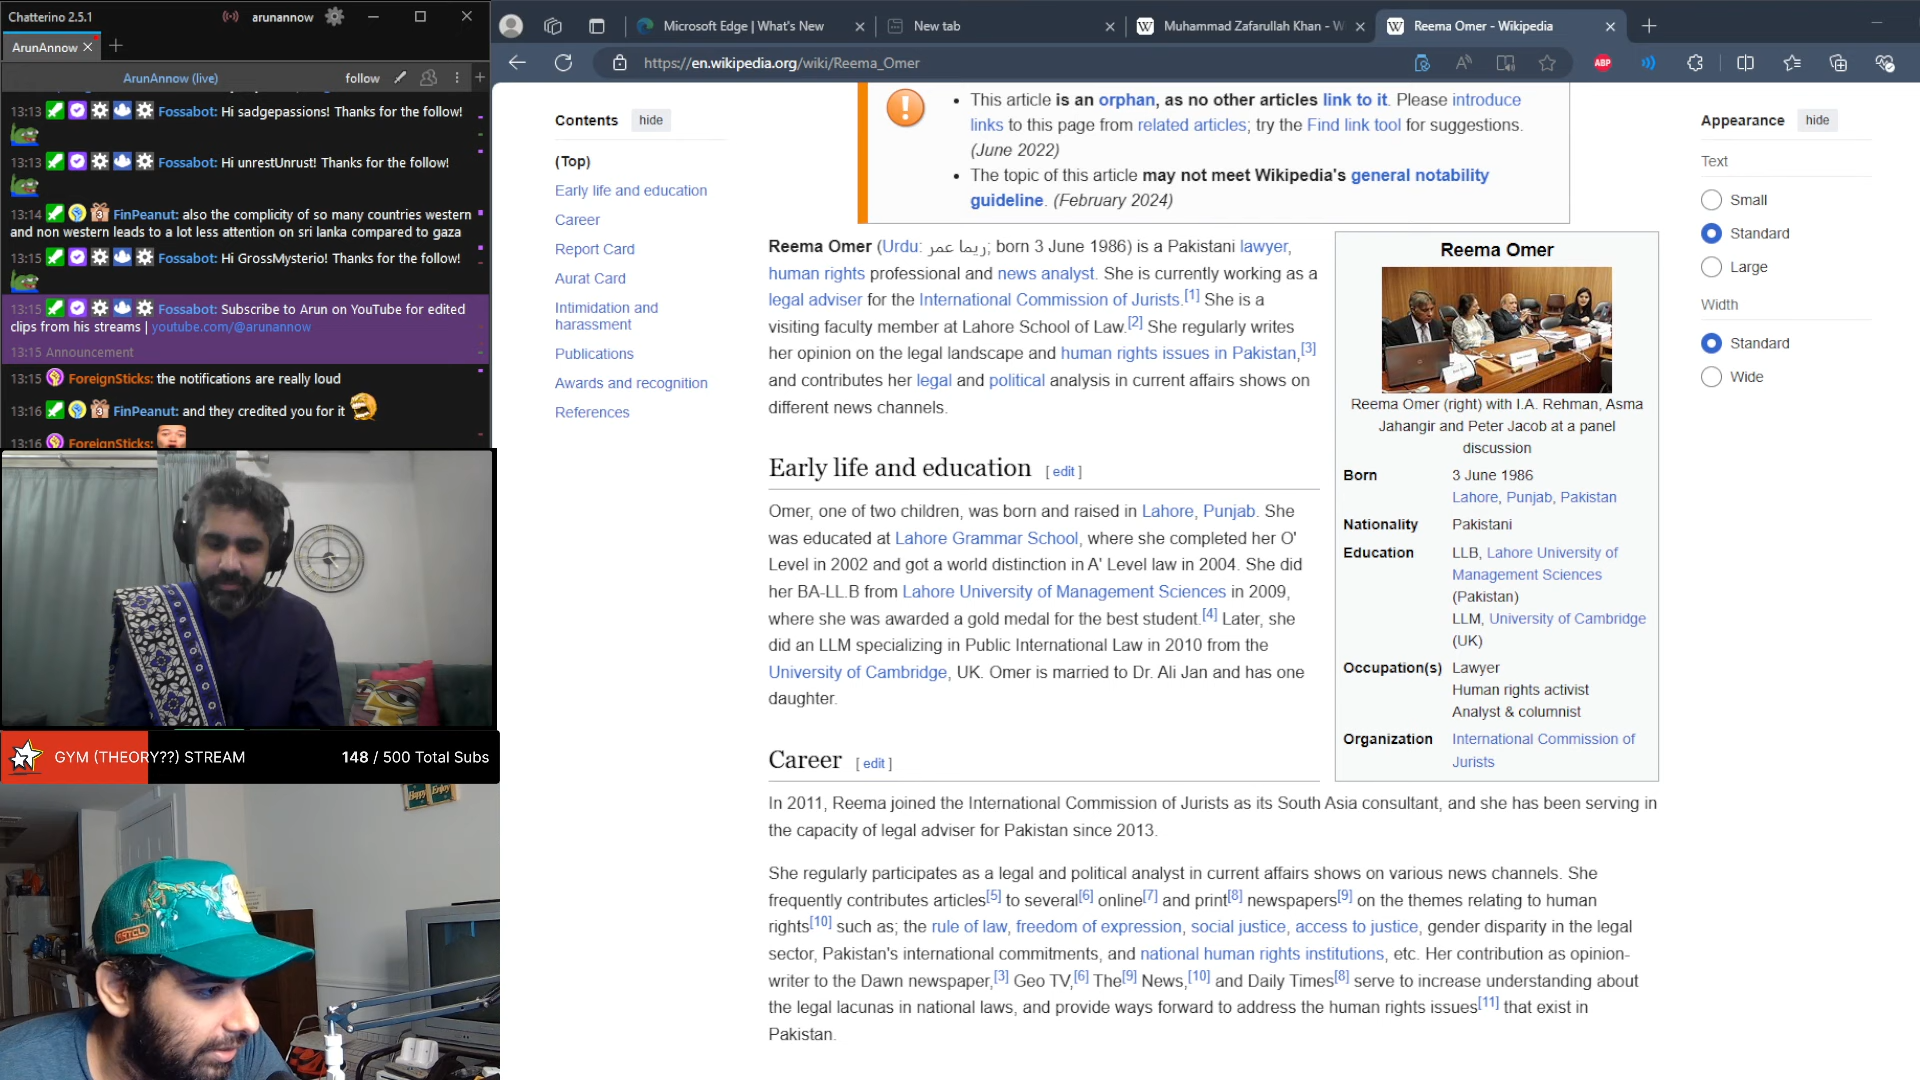 Chatterino 2.5.1
arunannow
ArunAnnow
ArunAnnow (live)
follow
13:13 Fossabot: Hi sadgepassions! Thanks for the follow!
13:13 Fossabot: Hi unrestUnrust! Thanks for the follow!
13:14 FinPeanut: also the complicity of so many countries western
and non western leads to a lot less attention on sri lanka compared to gaza
13:15 Fossabot: Hi GrossMysterio! Thanks for the follow!
13:15 Fossabot: Subscribe to Arun on YouTube for edited
clips from his streams | youtube.com/@arunannow
13:15 Announcement
13:15 ForeignSticks: the notifications are really loud
13:16 FinPeanut: and they credited you for it
13:16 ForeignSticks:
GYM (THEORY??) STREAM
148 / 500 Total Subs
Microsoft Edge | What's New
New tab
Muhammad Zafarullah Khan - W
Reema Omer - Wikipedia
https://en.wikipedia.org/wiki/Reema_Omer
ABP
Contents
hide
(Top)
Early life and education
Career
Report Card
Aurat Card
Intimidation and
harassment
Publications
Awards and recognition
References
• This article is an orphan, as no other articles link to it. Please introduce
links to this page from related articles; try the Find link tool for suggestions.
(June 2022)
• The topic of this article may not meet Wikipedia's general notability
guideline. (February 2024)
Reema Omer (Urdu: ریما عمر; born 3 June 1986) is a Pakistani lawyer,
human rights professional and news analyst. She is currently working as a
legal adviser for the International Commission of Jurists.[1] She is a
visiting faculty member at Lahore School of Law.[2] She regularly writes
her opinion on the legal landscape and human rights issues in Pakistan,[3]
and contributes her legal and political analysis in current affairs shows on
different news channels.
Early life and education [ edit ]
Omer, one of two children, was born and raised in Lahore, Punjab. She
was educated at Lahore Grammar School, where she completed her O'
Level in 2002 and got a world distinction in A' Level law in 2004. She did
her BA-LL.B from Lahore University of Management Sciences in 2009,
where she was awarded a gold medal for the best student.[4] Later, she
did an LLM specializing in Public International Law in 2010 from the
University of Cambridge, UK. Omer is married to Dr. Ali Jan and has one
daughter.
Reema Omer
Reema Omer (right) with I.A. Rehman, Asma
Jahangir and Peter Jacob at a panel
discussion
Born 3 June 1986
Lahore, Punjab, Pakistan
Nationality Pakistani
Education LLB, Lahore University of
Management Sciences
(Pakistan)
LLM, University of Cambridge
(UK)
Occupation(s) Lawyer
Human rights activist
Analyst & columnist
Organization International Commission of
Jurists
Career [ edit ]
In 2011, Reema joined the International Commission of Jurists as its South Asia consultant, and she has been serving in
the capacity of legal adviser for Pakistan since 2013.
She regularly participates as a legal and political analyst in current affairs shows on various news channels. She
frequently contributes articles[5] to several[6] online[7] and print[8] newspapers[9] on the themes relating to human
rights[10] such as; the rule of law, freedom of expression, social justice, access to justice, gender disparity in the legal
sector, Pakistan's international commitments, and national human rights institutions, etc. Her contribution as opinion-
writer to the Dawn newspaper,[3] Geo TV,[6] The[9] News,[10] and Daily Times[8] serve to increase understanding about
the legal lacunas in national laws, and provide ways forward to address the human rights issues[11] that exist in
Pakistan.
Appearance
hide
Text
Small
Standard
Large
Width
Standard
Wide